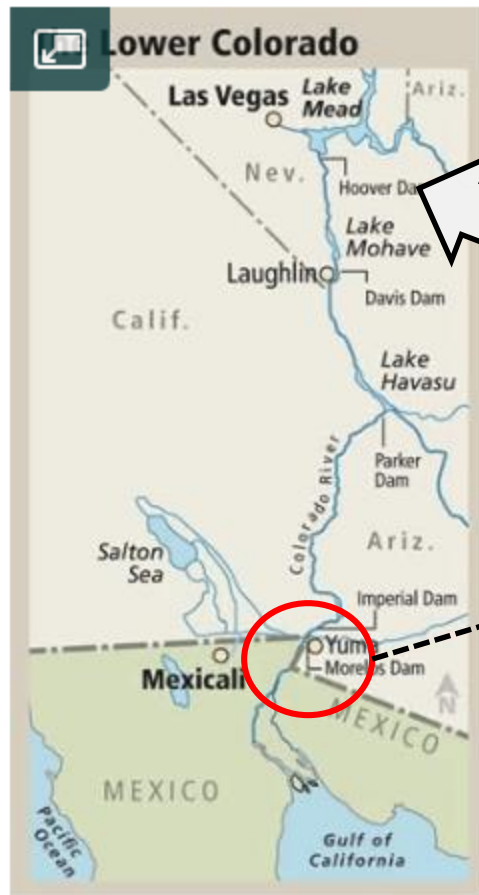 Lower Colorado
Las Vegas
Lake
Mead
Ariz.
Nev.
Hoover
Lake
Mohave
Laughlin
Davis Dam
Calif.
Lake
Havasu
Parker
Dam
Colorado River
Ariz.
Salton
Sea
Imperial Dam
Yuma
Mexicali
Morelos Dam
N
MEXICO
MEXICO
Pacific
Ocean
Gulf of
California